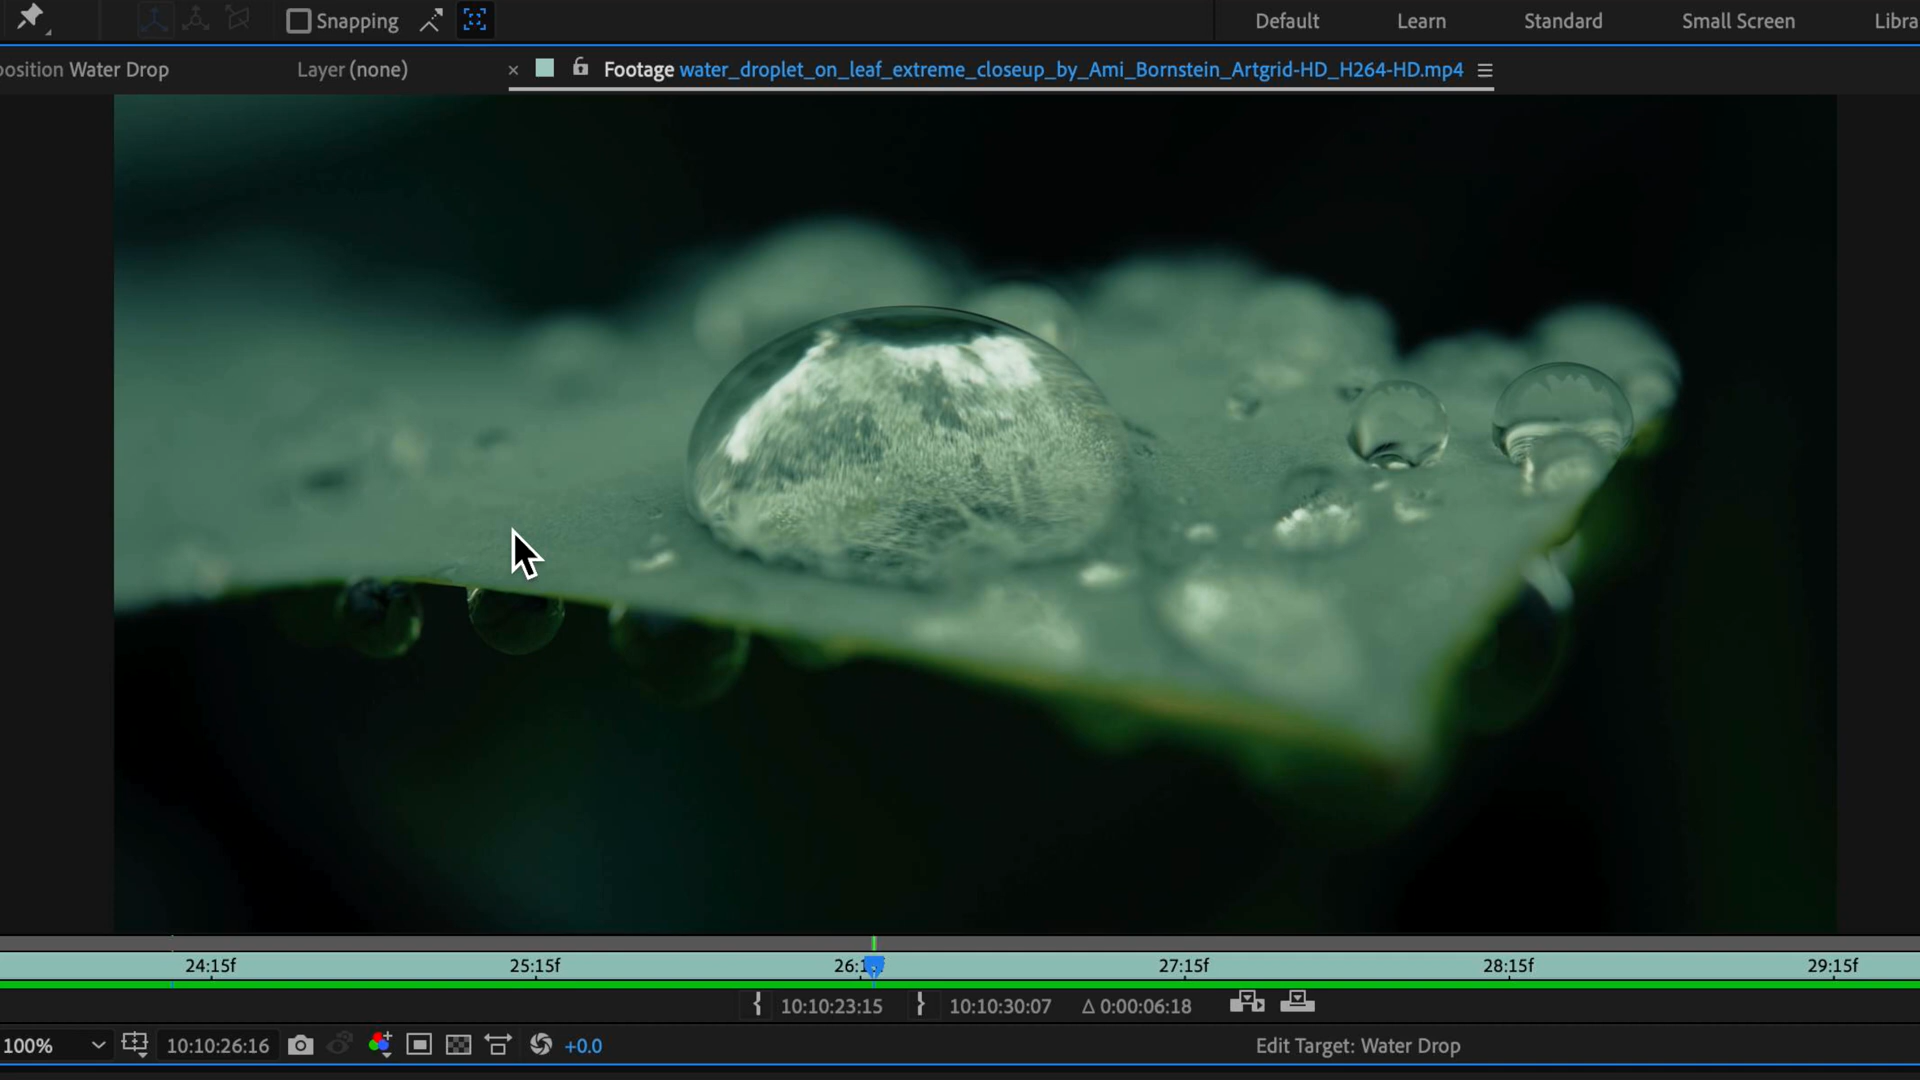 Snapping
Default Learn Standard Small Screen Libra
osition Water Drop Layer (none) × Footage water_droplet_on_leaf_extreme_closeup_by_Ami_Bornstein_Artgrid-HD_H264-HD.mp4
24:15f 25:15f 26:1 27:15f 28:15f 29:15f
{ 10:10:23:15 } 10:10:30:07 Δ 0:00:06:18
100% 10:10:26:16 +0.0 Edit Target: Water Drop